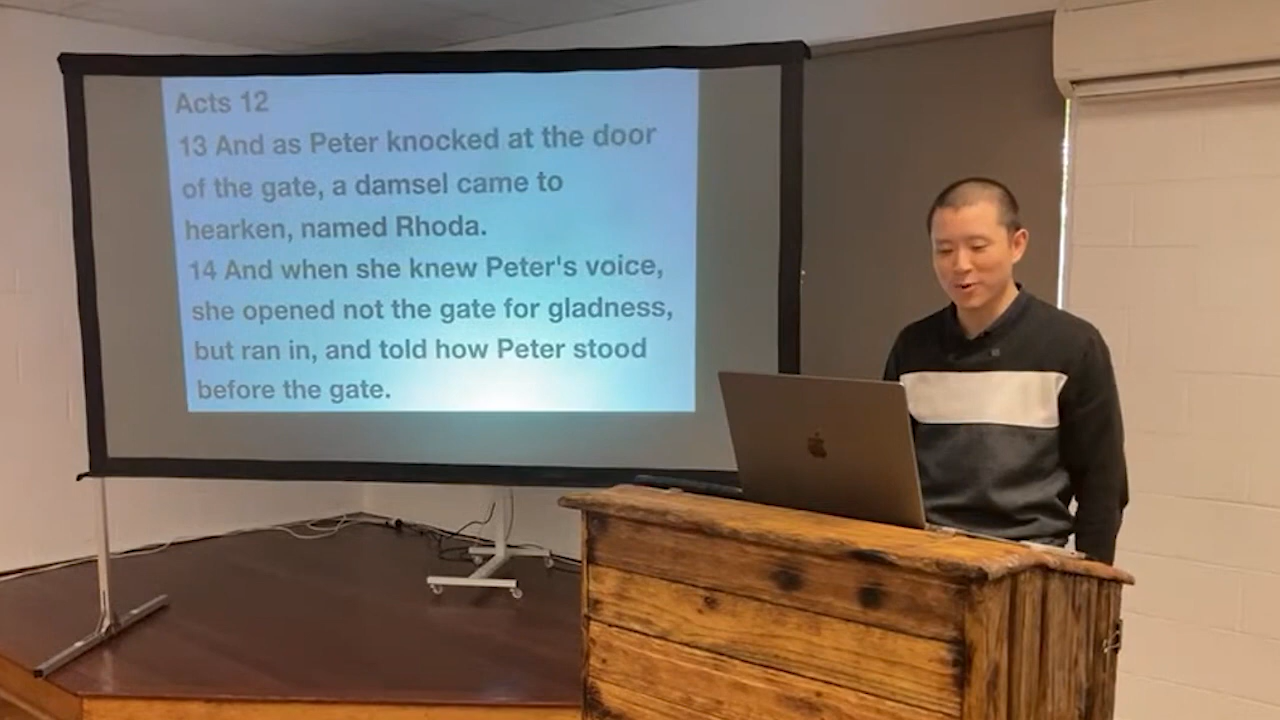 Acts 12
13 And as Peter knocked at the door
of the gate, a damsel came to
hearken, named Rhoda.
14 And when she knew Peter's voice,
she opened not the gate for gladness,
but ran in, and told how Peter stood
before the gate.